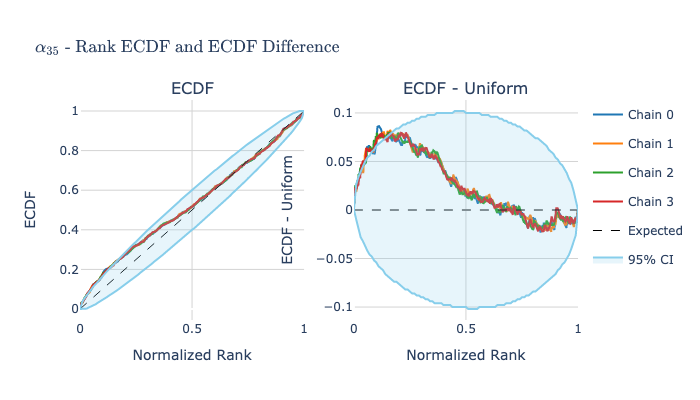 α₃₅ - Rank ECDF and ECDF Difference
ECDF
ECDF - Uniform
1
0.8
0.6
0.4
0.2
0
ECDF
0
0.5
1
Normalized Rank
0.1
0.05
0
−0.05
−0.1
ECDF - Uniform
0
0.5
1
Normalized Rank
Chain 0
Chain 1
Chain 2
Chain 3
Expected
95% CI